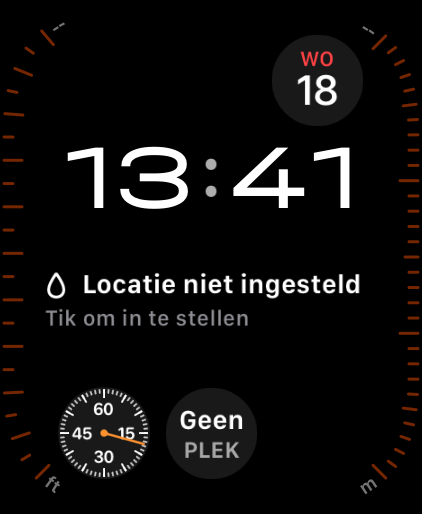 --
--
WO
18
13:41
Locatie niet ingesteld
Tik om in te stellen
60
45 15
30
Geen
PLEK
ft
m